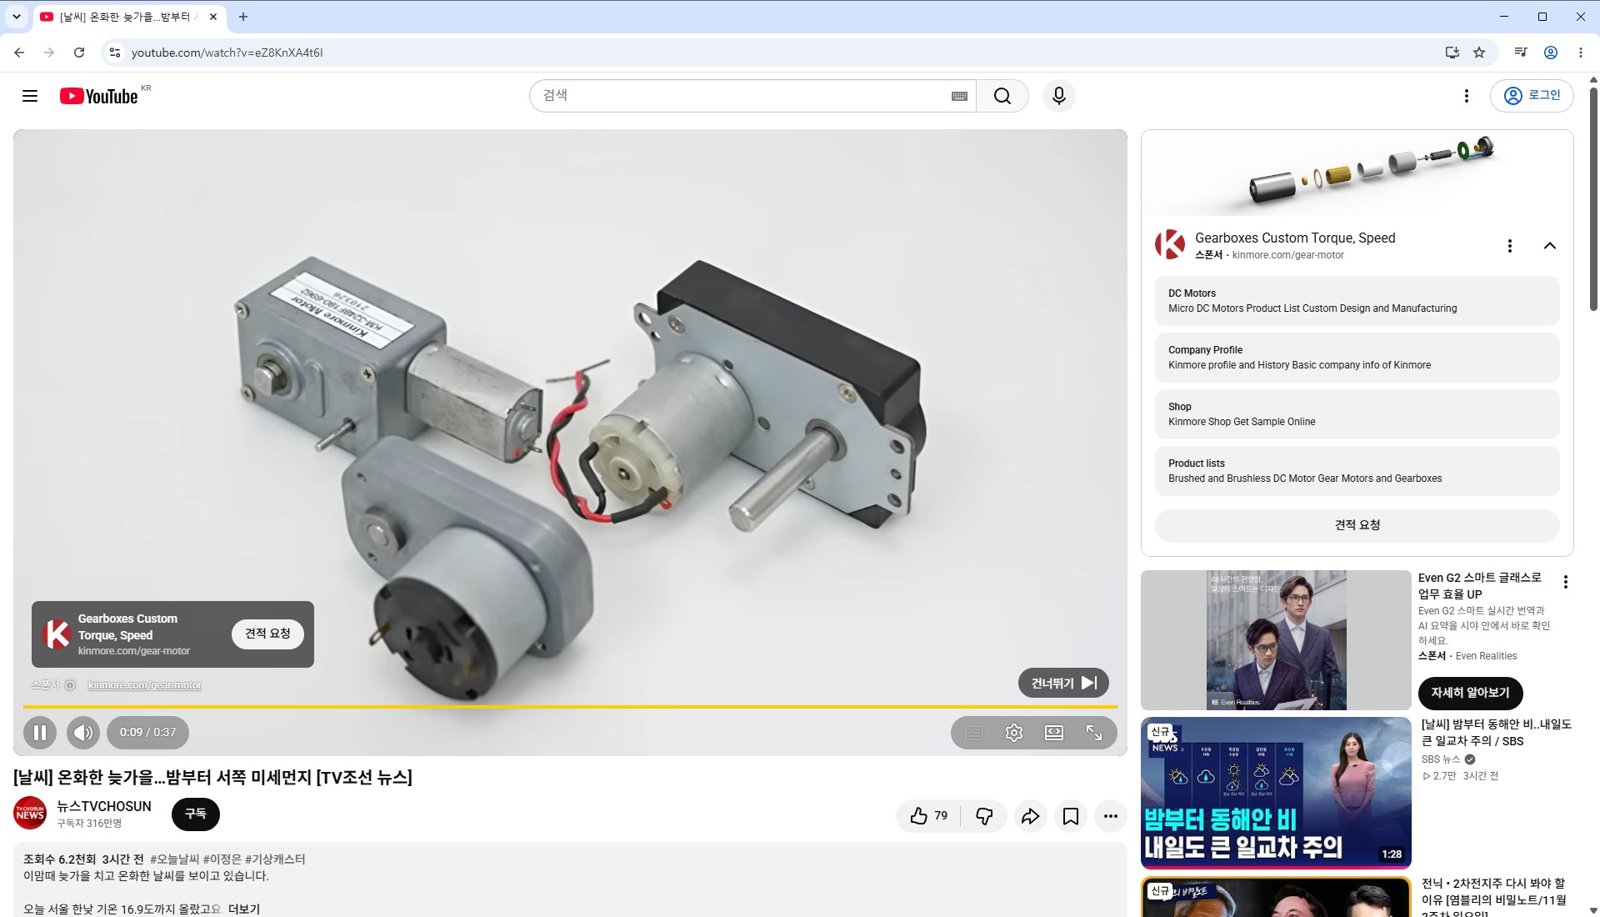 [날씨] 온화한 늦가을...밤부터
youtube.com/watch?v=eZ8KnXA4t6I
YouTube KR
검색
로그인
Kinmore Motor
KM-3248F180-6962
210326
Gearboxes Custom
Torque, Speed
kinmore.com/gear-motor
견적 요청
스폰서
kinmore.com/gear-motor
건너뛰기
0:09 / 0:37
[날씨] 온화한 늦가을...밤부터 서쪽 미세먼지 [TV조선 뉴스]
TVCHOSUN
NEWS
뉴스TVCHOSUN
구독자 316만명
구독
79
조회수 6.2천회 3시간 전 #오늘날씨 #이정은 #기상캐스터
이맘때 늦가을 치고 온화한 날씨를 보이고 있습니다.
오늘 서울 한낮 기온 16.9도까지 올랐고요. 더보기
Gearboxes Custom Torque, Speed
스폰서 · kinmore.com/gear-motor
DC Motors
Micro DC Motors Product List Custom Design and Manufacturing
Company Profile
Kinmore profile and History Basic company info of Kinmore
Shop
Kinmore Shop Get Sample Online
Product lists
Brushed and Brushless DC Motor Gear Motors and Gearboxes
견적 요청
Even Realities
Even G2 스마트 글래스로
업무 효율 UP
Even G2 스마트 실시간 번역과
AI 요약을 시야 안에서 바로 확인
하세요.
스폰서 · Even Realities
자세히 알아보기
신규
NEWS
밤부터 동해안 비
내일도 큰 일교차 주의
1:28
[날씨] 밤부터 동해안 비..내일도
큰 일교차 주의 / SBS
SBS 뉴스
2.7만 3시간 전
신규
전닉 • 2차전지주 다시 봐야 할
이유 [염블리의 비밀노트/11월